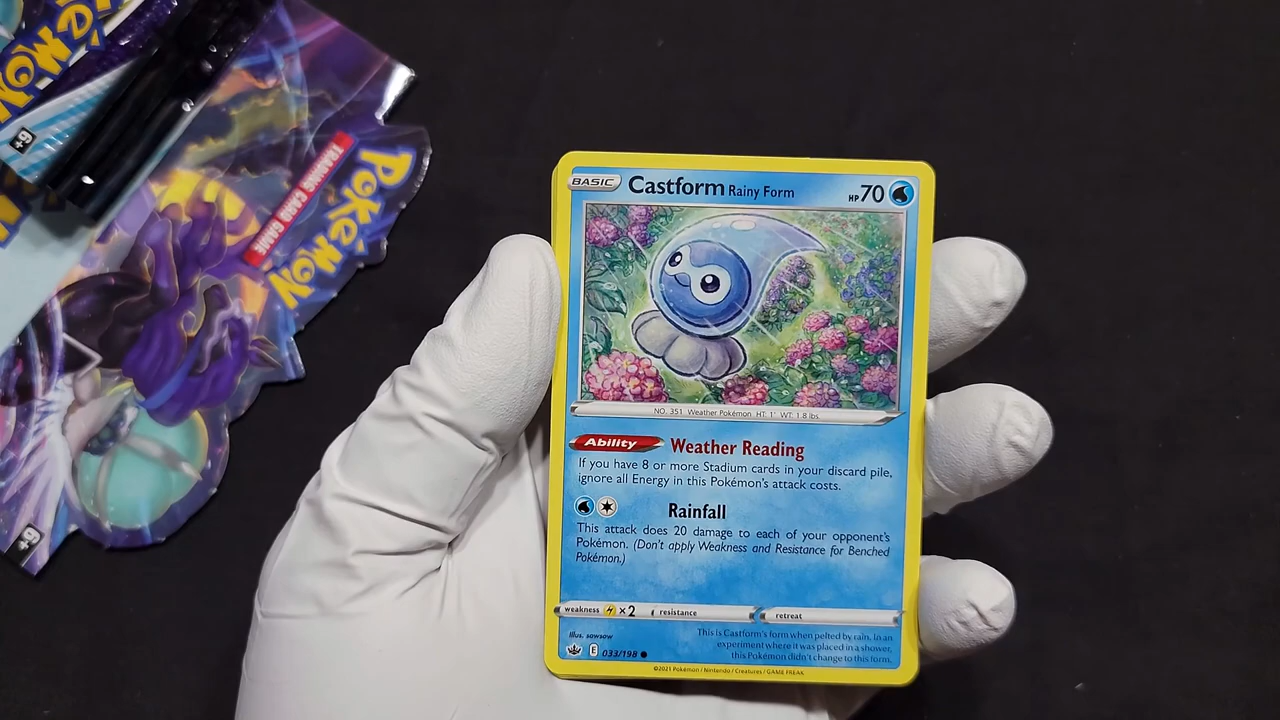 POKéMON
TRADING CARD GAME
POKéMON
6+
6+
BASIC Castform Rainy Form HP 70
NO. 351 Weather Pokémon HT: 1' WT: 1.8 lbs.
Ability Weather Reading
If you have 8 or more Stadium cards in your discard pile,
ignore all Energy in this Pokémon's attack costs.
Rainfall
This attack does 20 damage to each of your opponent's
Pokémon. (Don't apply Weakness and Resistance for Benched
Pokémon.)
weakness ×2 resistance retreat
Illus. sowsow
This is Castform's form when pelted by rain. In an
experiment where it was placed in a shower,
this Pokémon didn't change to this form.
E 033/198
©2021 Pokémon / Nintendo / Creatures / GAME FREAK